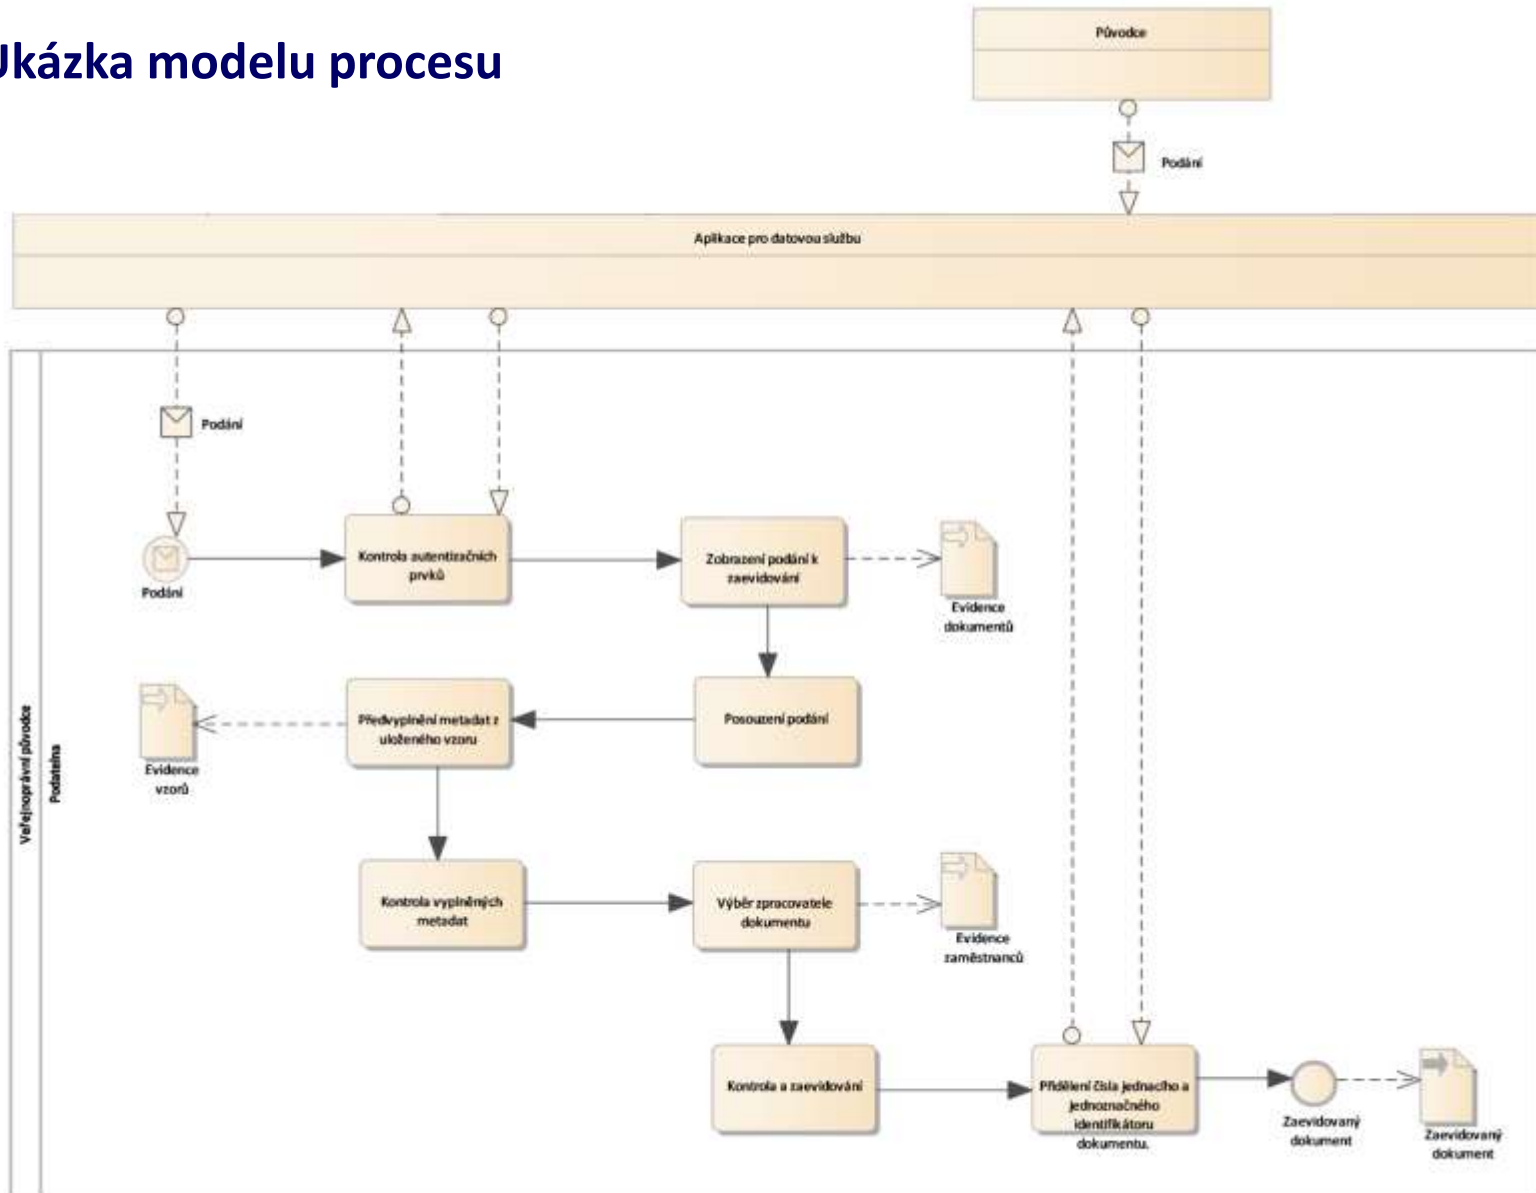 Ukázka modelu procesu
Původce
Podání
Aplikace pro datovou službu
Podání
Podání
Kontrola autentizačních
prvků
Zobrazení podání k
zaevidování
Evidence
dokumentů
Veřejnoprávní původce
Podatelna
Evidence
vzorů
Předvyplnění metadat z
uloženého vzoru
Posouzení podání
Kontrola vyplněných
metadat
Výběr zpracovatele
dokumentu
Evidence
zaměstnanců
Kontrola a zaevidování
Přidělení čísla jednacího a
jednoznačného
identifikátoru
dokumentu.
Zaevidovaný
dokument
Zaevidovaný
dokument